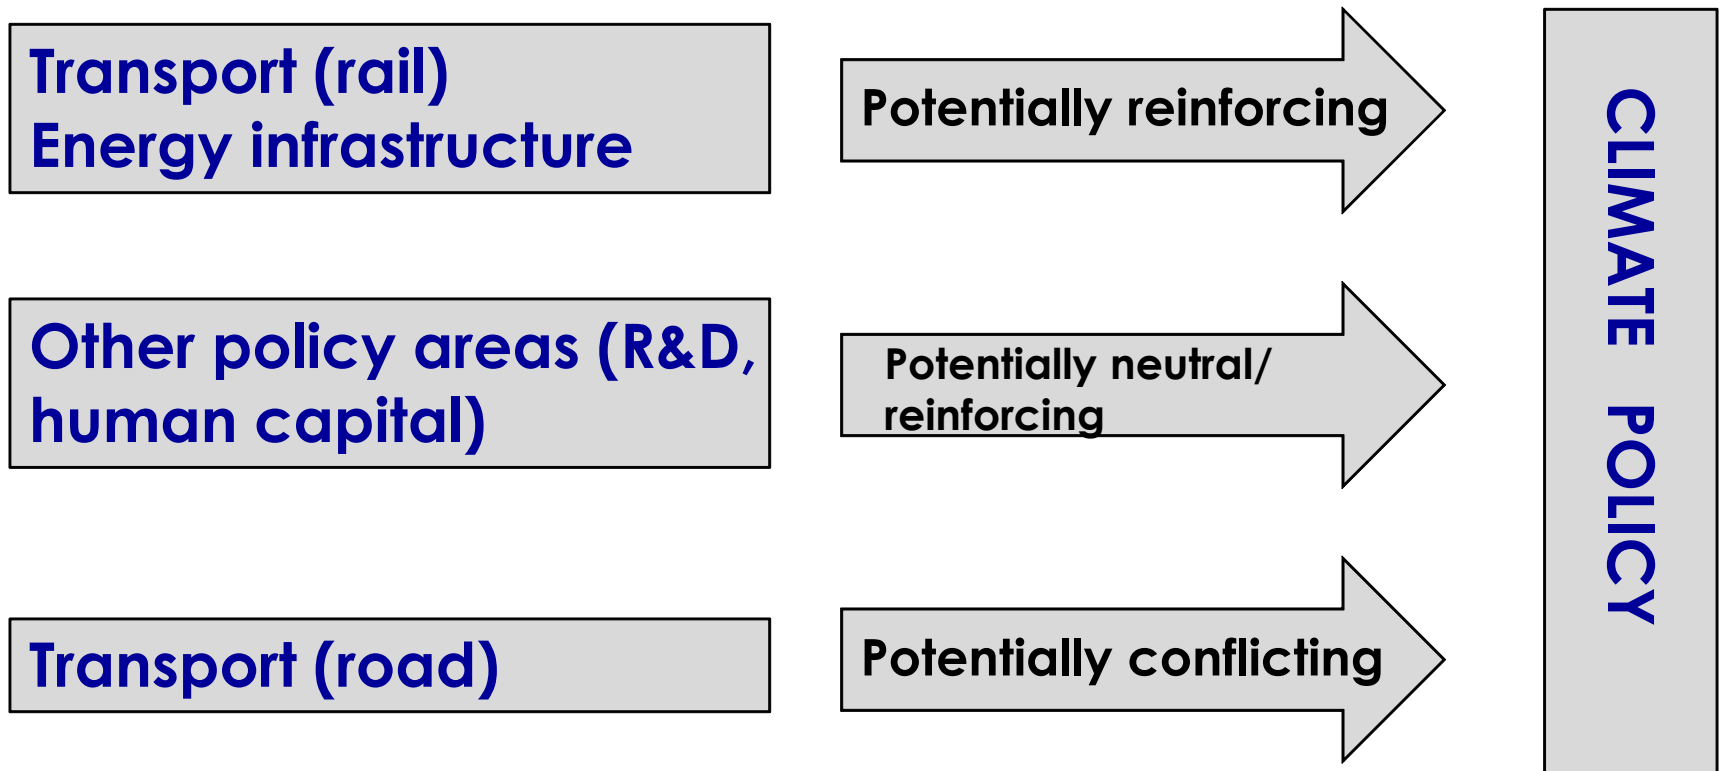 Transport (rail)
Energy infrastructure
Potentially reinforcing
Other policy areas (R&D,
human capital)
Potentially neutral/
reinforcing
Transport (road)
Potentially conflicting
CLIMATE POLICY